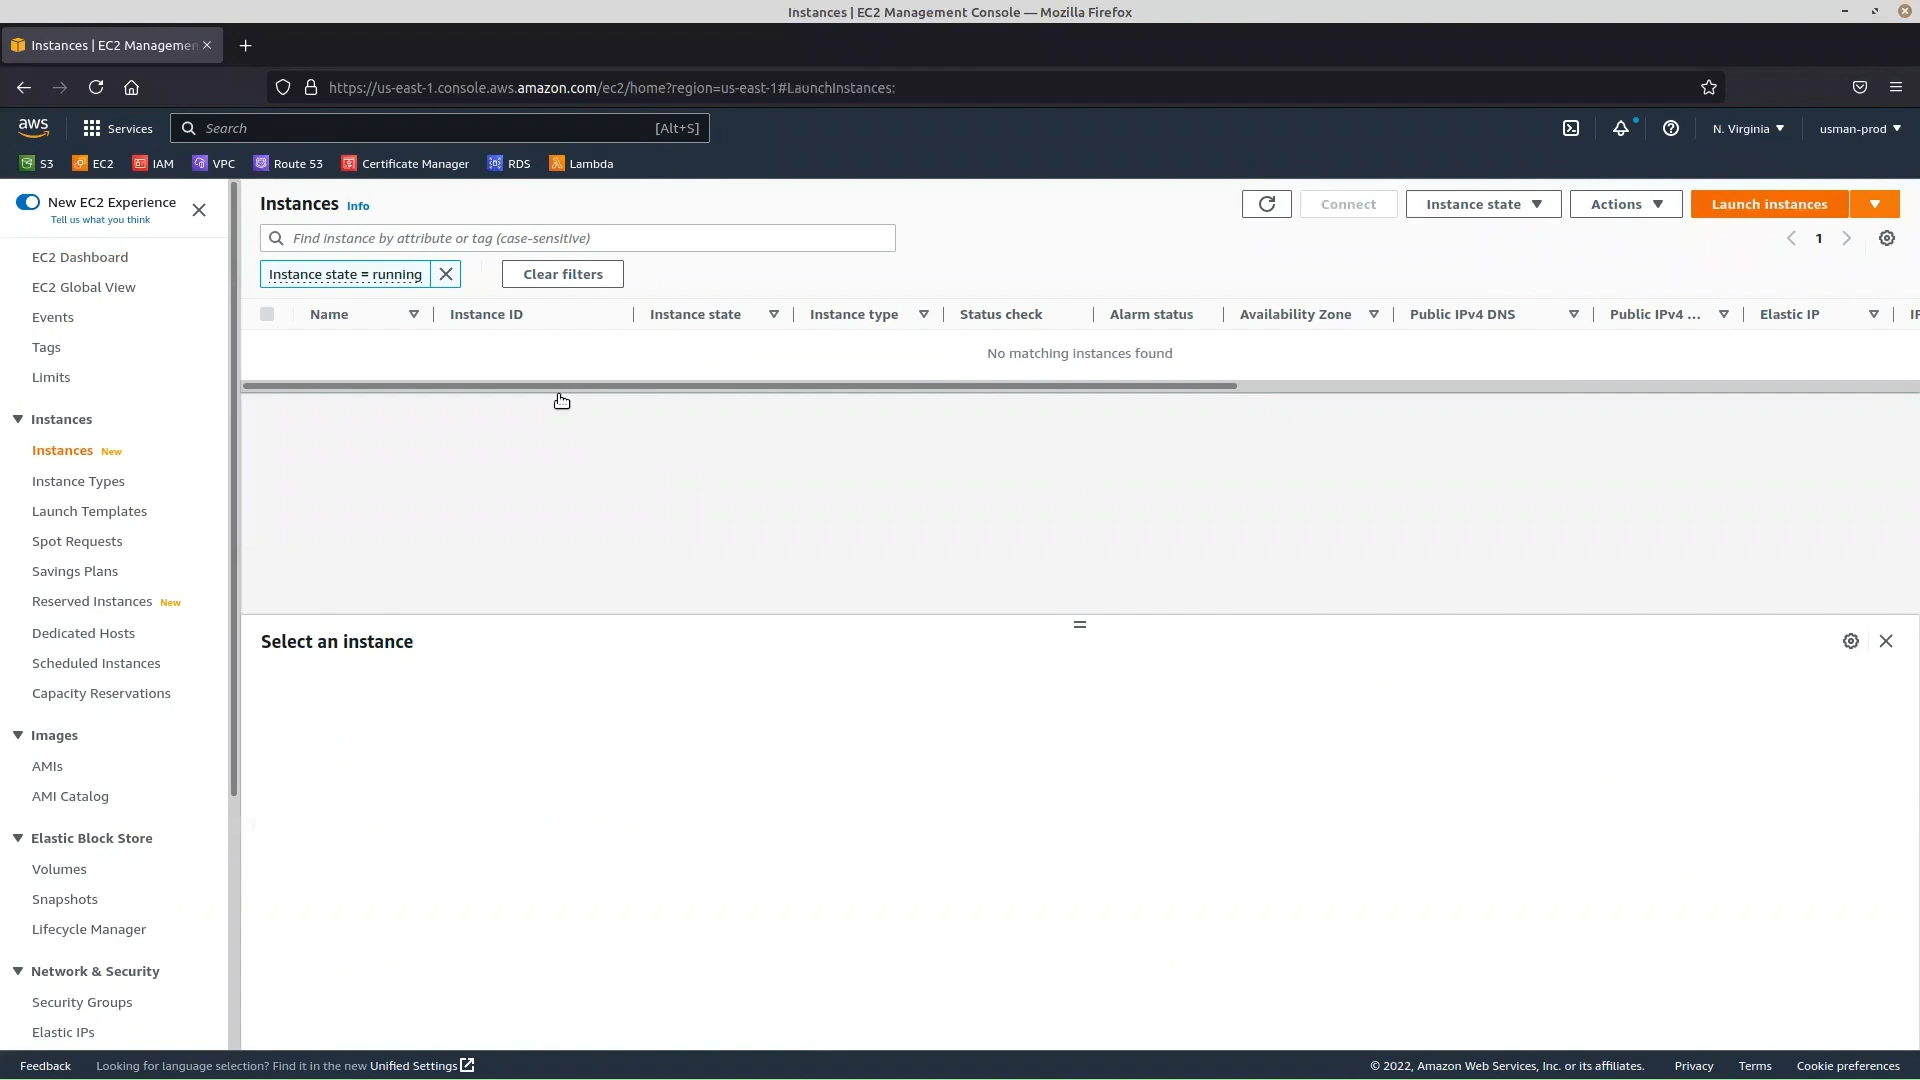 Instances | EC2 Management Console — Mozilla Firefox
Instances | EC2 Managemen
https://us-east-1.console.aws.amazon.com/ec2/home?region=us-east-1#LaunchInstances:
aws
Services
Search
[Alt+S]
N. Virginia
usman-prod
S3
EC2
IAM
VPC
Route 53
Certificate Manager
RDS
Lambda
New EC2 Experience
Tell us what you think
EC2 Dashboard
EC2 Global View
Events
Tags
Limits
Instances
Instances New
Instance Types
Launch Templates
Spot Requests
Savings Plans
Reserved Instances New
Dedicated Hosts
Scheduled Instances
Capacity Reservations
Images
AMIs
AMI Catalog
Elastic Block Store
Volumes
Snapshots
Lifecycle Manager
Network & Security
Security Groups
Elastic IPs
Instances Info
Connect
Instance state
Actions
Launch instances
Find instance by attribute or tag (case-sensitive)
1
Instance state = running
Clear filters
Name
Instance ID
Instance state
Instance type
Status check
Alarm status
Availability Zone
Public IPv4 DNS
Public IPv4 ...
Elastic IP
No matching instances found
Select an instance
Feedback
Looking for language selection? Find it in the new Unified Settings
© 2022, Amazon Web Services, Inc. or its affiliates.
Privacy
Terms
Cookie preferences